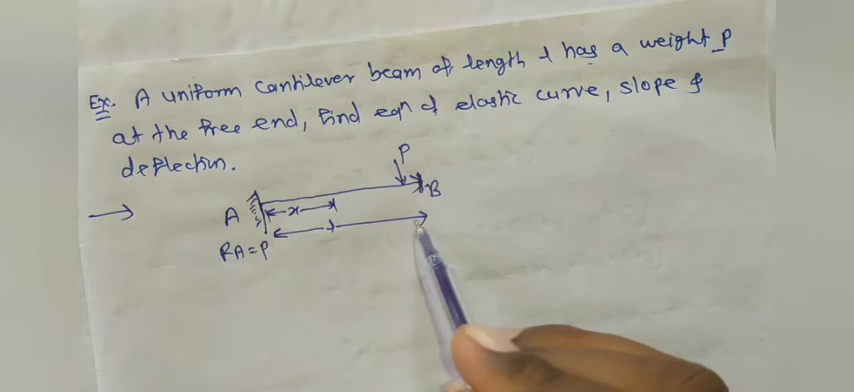 Ex. A uniform cantilever beam of length l has a weight P
at the free end, find eqn of elastic curve, slope &
deflection.
P
A
x
B
l
RA=P